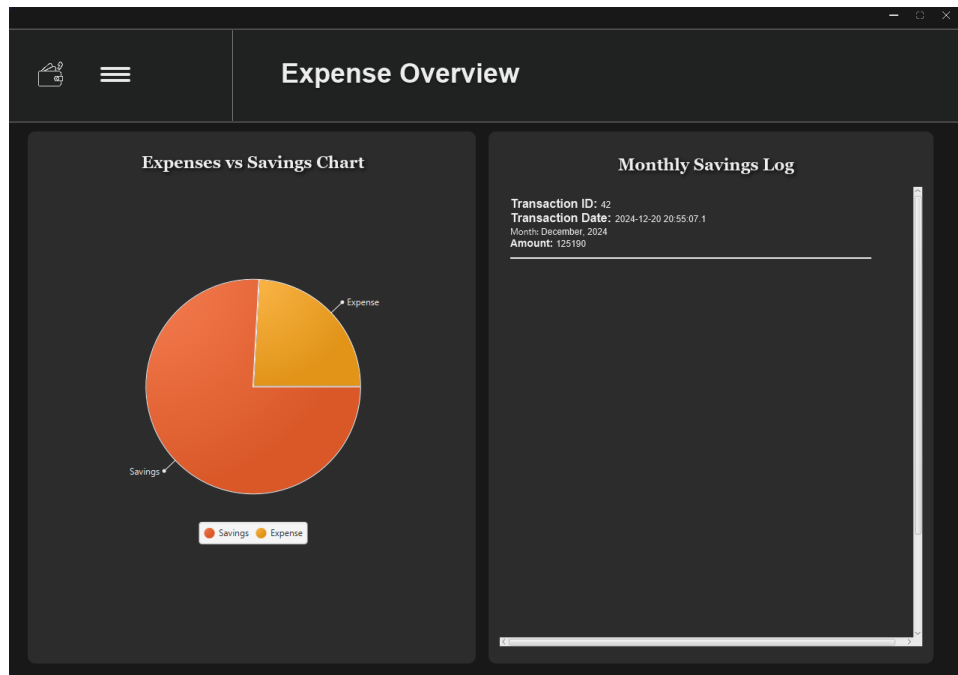 Expense Overview
Expenses vs Savings Chart
Expense
Savings
Savings Expense
Monthly Savings Log
Transaction ID: 42
Transaction Date: 2024-12-20 20:55:07.1
Month: December, 2024
Amount: 125190